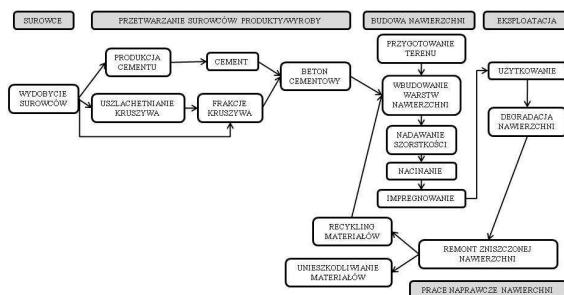 SUROWCE
PRZETWARZANIE SUROWCÓW/ PRODUKTY/WYROBY
BUDOWA NAWIERZCHNI
EKSPLOATACJA
WYDOBYCIE
SUROWCÓW
PRODUKCJA
CEMENTU
CEMENT
USZLACHETNIANIE
KRUSZYWA
FRAKCJE
KRUSZYWA
BETON
CEMENTOWY
PRZYGOTOWANIE
TERENU
WBUDOWANIE
WARSTW
NAWIERZCHNI
NADAWANIE
SZORSTKOŚCI
NACINANIE
IMPREGNOWANIE
UŻYTKOWANIE
DEGRADACJA
NAWIERZCHNI
RECYKLING
MATERIAŁÓW
UNIESZKODLIWIANIE
MATERIAŁÓW
REMONT ZNISZCZONEJ
NAWIERZCHNI
PRACE NAPRAWCZE NAWIERCHNI